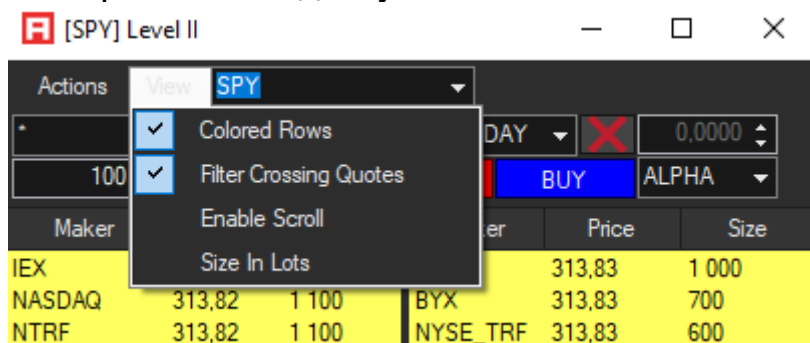 [SPY] Level II
Actions View SPY
* Colored Rows DAY 0,0000
100 Filter Crossing Quotes BUY ALPHA
Enable Scroll
Maker er Price Size
Size In Lots
IEX 313,83 1 000
NASDAQ 313,82 1 100 BYX 313,83 700
NTRF 313,82 1 100 NYSE_TRF 313,83 600